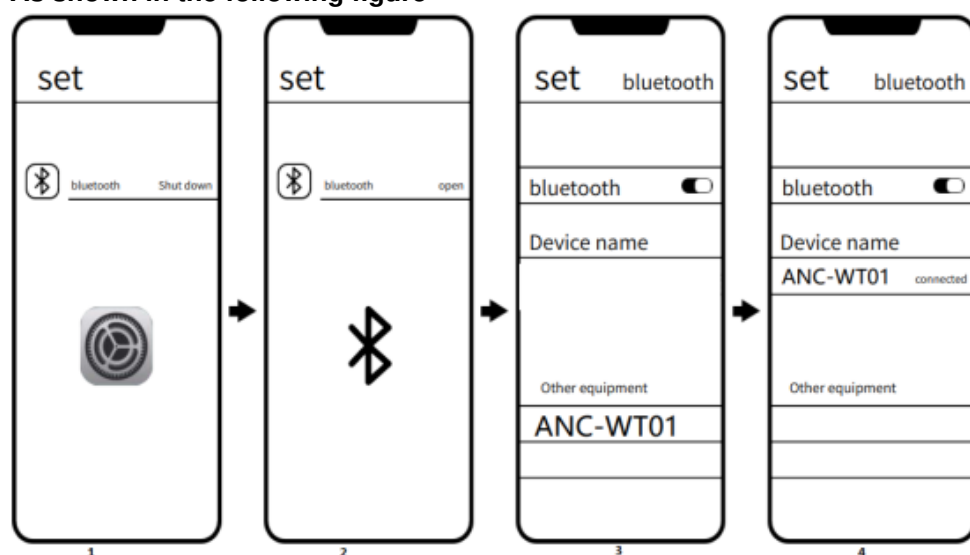 As shown in the following figure
set
bluetooth Shut down
1
set
bluetooth open
2
set bluetooth
bluetooth
Device name
Other equipment
ANC-WT01
3
set bluetooth
bluetooth
Device name
ANC-WT01 connected
Other equipment
4